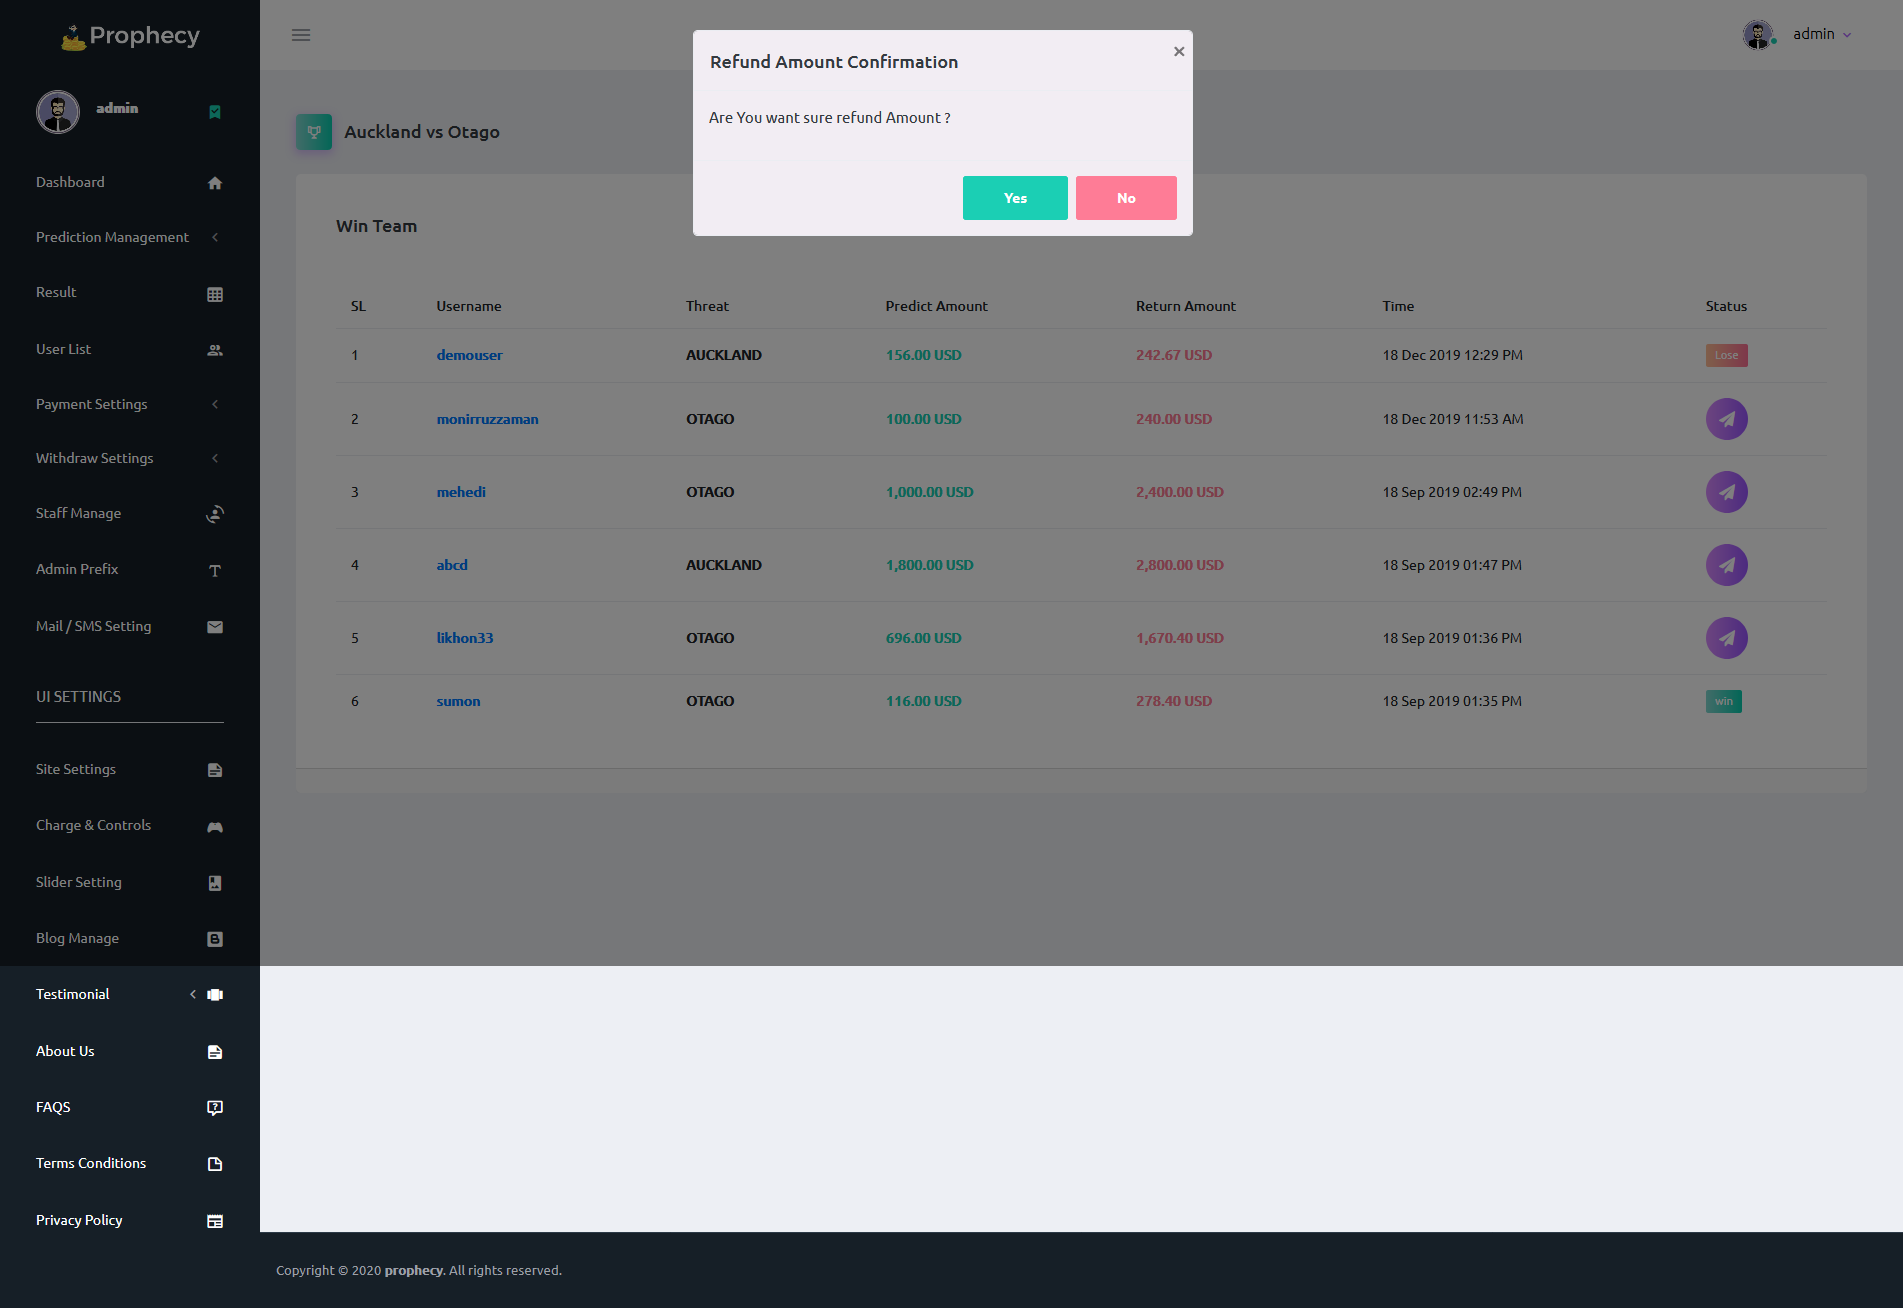 Prophecy
admin
admin
Dashboard
Prediction Management
Result
User List
Payment Settings
Withdraw Settings
Staff Manage
Admin Prefix
Mail / SMS Setting
UI SETTINGS
Site Settings
Charge & Controls
Slider Setting
Blog Manage
Testimonial
About Us
FAQS
Terms Conditions
Privacy Policy
Refund Amount Confirmation
×
Are You want sure refund Amount ?
Yes No
Auckland vs Otago
Win Team
SL Username Threat Predict Amount Return Amount Time Status
1 demouser AUCKLAND 156.00 USD 242.67 USD 18 Dec 2019 12:29 PM Lose
2 monirruzzaman OTAGO 100.00 USD 240.00 USD 18 Dec 2019 11:53 AM
3 mehedi OTAGO 1,000.00 USD 2,400.00 USD 18 Sep 2019 02:49 PM
4 abcd AUCKLAND 1,800.00 USD 2,800.00 USD 18 Sep 2019 01:47 PM
5 likhon33 OTAGO 696.00 USD 1,670.40 USD 18 Sep 2019 01:36 PM
6 sumon OTAGO 116.00 USD 278.40 USD 18 Sep 2019 01:35 PM win
Copyright © 2020 prophecy. All rights reserved.